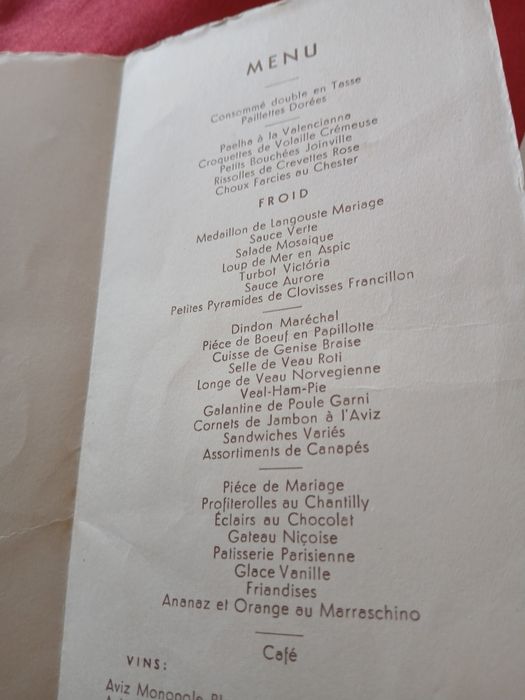 MENU
Consommé double en Tasse
Paillettes Dorées
Paelha à la Valencianna
Croquettes de Volaille Crémeuse
Petits Bouchées Joinville
Rissoles de Crevettes Rose
Choux Farcies au Chester
FROID
Medaillon de Langouste Mariage
Sauce Verte
Salade Mosaique
Loup de Mer en Aspic
Turbot Victória
Sauce Aurore
Petites Pyramides de Clovisses Francillon
Dindon Maréchal
Piéce de Boeuf en Papillotte
Cuisse de Genise Braise
Selle de Veau Roti
Longe de Veau Norvegienne
Veal-Ham-Pie
Galantine de Poule Garni
Cornets de Jambon à l'Aviz
Sandwiches Variés
Assortiments de Canapés
Piéce de Mariage
Profiterolles au Chantilly
Éclairs au Chocolat
Gateau Niçoise
Patisserie Parisienne
Glace Vanille
Friandises
Ananaz et Orange au Marraschino
Café
VINS:
Aviz Monopole